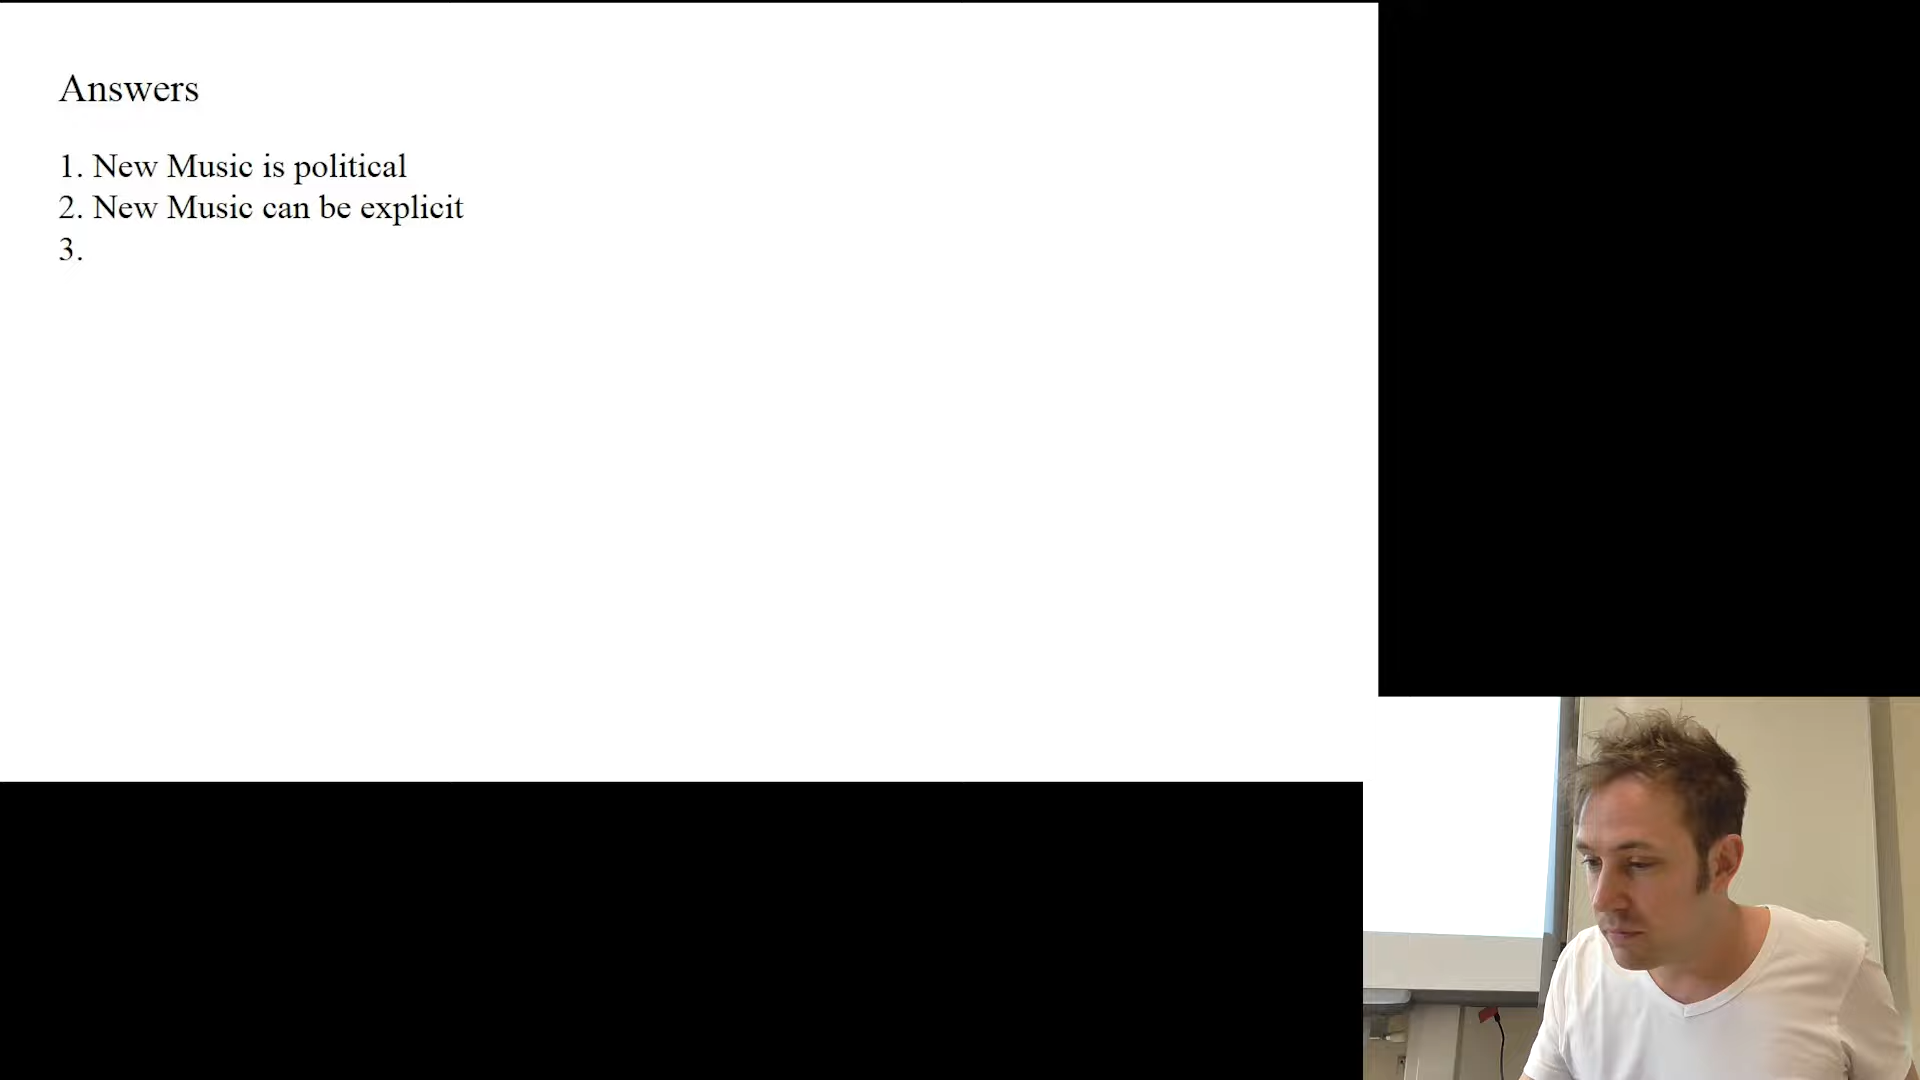 Answers
1. New Music is political
2. New Music can be explicit
3.